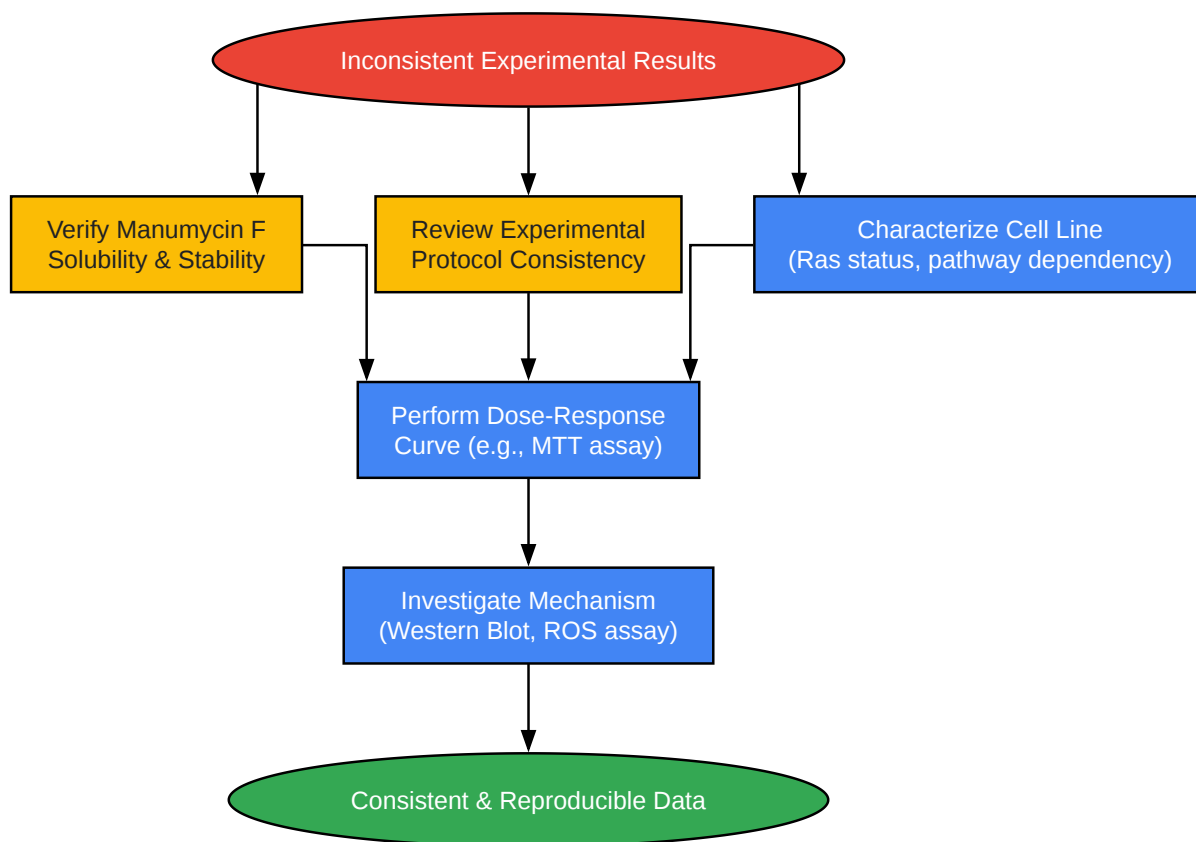 Inconsistent Experimental Results
Verify Manumycin F
Solubility & Stability
Review Experimental
Protocol Consistency
Characterize Cell Line
(Ras status, pathway dependency)
Perform Dose-Response
Curve (e.g., MTT assay)
Investigate Mechanism
(Western Blot, ROS assay)
Consistent & Reproducible Data